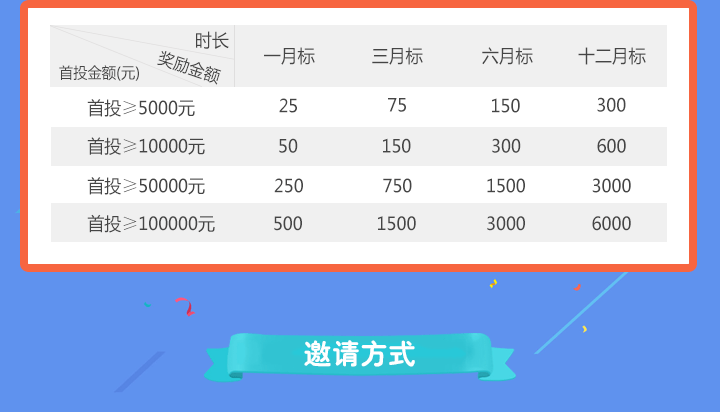 时长
奖励金额
首投金额(元)
一月标 三月标 六月标 十二月标
首投≥5000元 25 75 150 300
首投≥10000元 50 150 300 600
首投≥50000元 250 750 1500 3000
首投≥100000元 500 1500 3000 6000
邀请方式